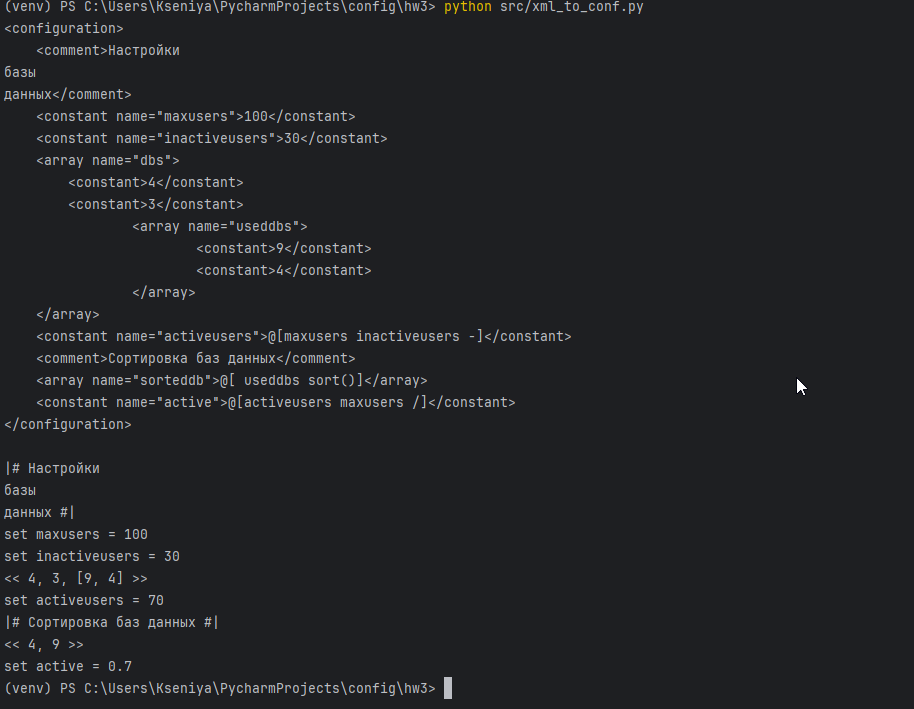 (venv) PS C:\Users\Kseniya\PycharmProjects\config\hw3> python src/xml_to_conf.py
<configuration>
    <comment>Настройки
базы
данных</comment>
    <constant name="maxusers">100</constant>
    <constant name="inactiveusers">30</constant>
    <array name="dbs">
        <constant>4</constant>
        <constant>3</constant>
                <array name="useddbs">
                        <constant>9</constant>
                        <constant>4</constant>
                </array>
    </array>
    <constant name="activeusers">@[maxusers inactiveusers -]</constant>
    <comment>Сортировка баз данных</comment>
    <array name="sorteddb">@[ useddbs sort()]</array>
    <constant name="active">@[activeusers maxusers /]</constant>
</configuration>

|# Настройки
базы
данных #|
set maxusers = 100
set inactiveusers = 30
<< 4, 3, [9, 4] >>
set activeusers = 70
|# Сортировка баз данных #|
<< 4, 9 >>
set active = 0.7
(venv) PS C:\Users\Kseniya\PycharmProjects\config\hw3>